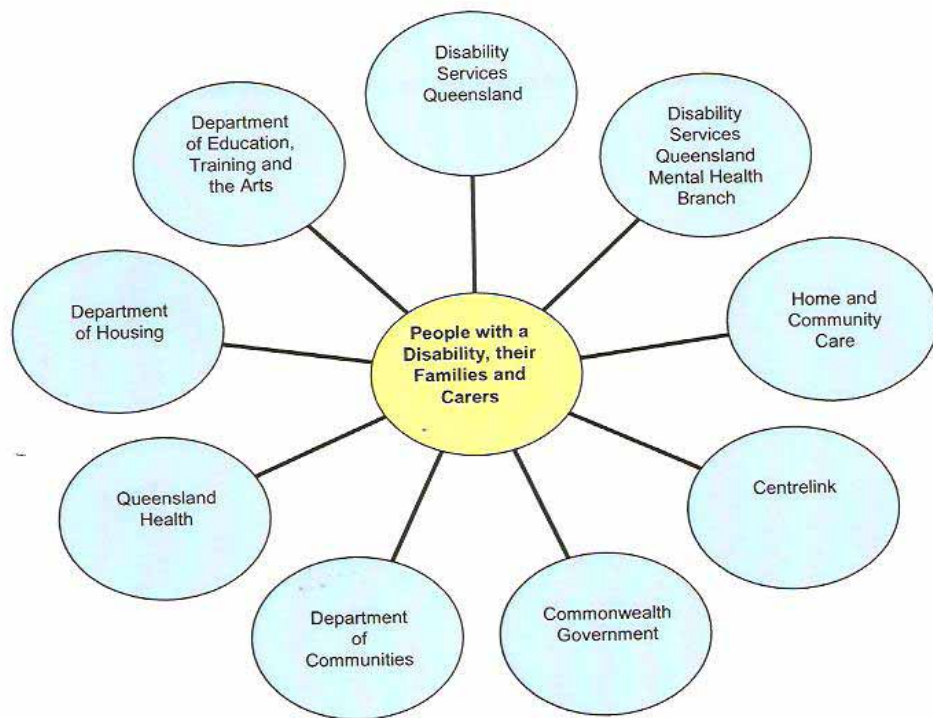 Disability
Services
Queensland
Disability
Services
Queensland
Mental Health
Branch
Home and
Community
Care
Centrelink
Commonwealth
Government
Department
of
Communities
Queensland
Health
Department
of Housing
Department
of Education,
Training and
the Arts
People with a
Disability, their
Families and
Carers